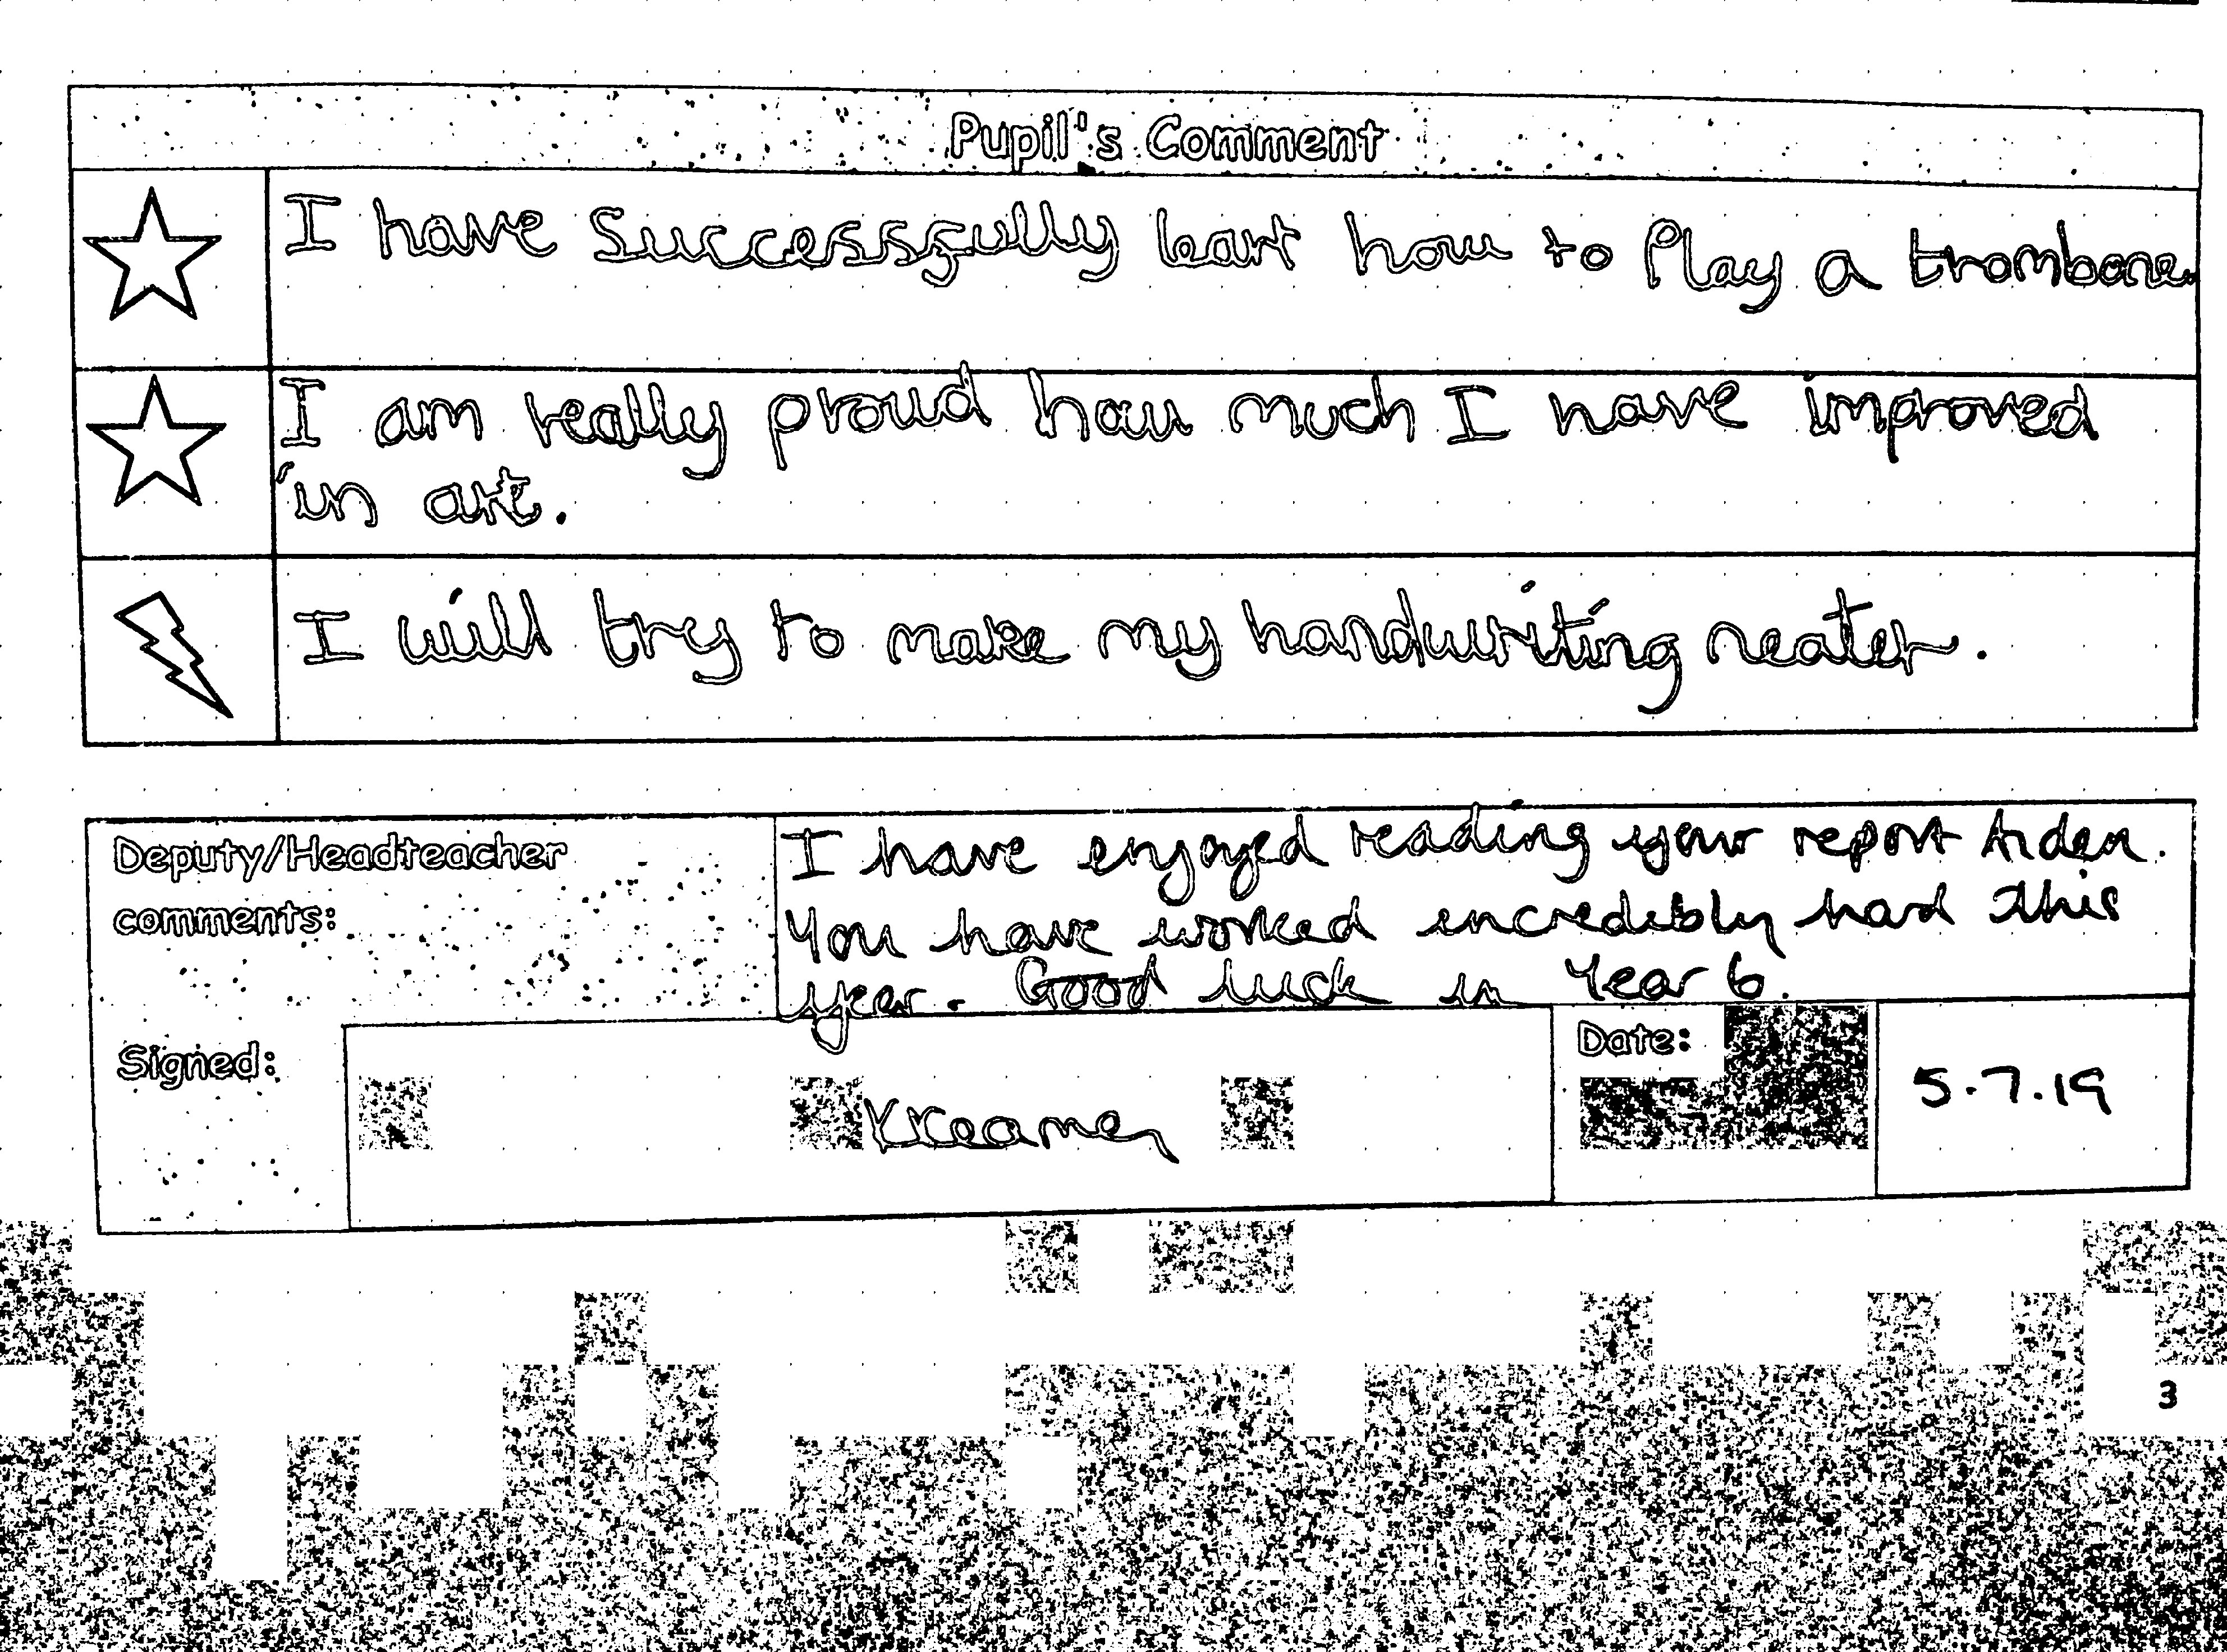 Pupil's Comment
I have Successfully leart how to Play a trombone.
I am really proud how much I have improved
in art.
I will try to make my handwriting neater.
Deputy/Headteacher
comments:
I have enjoyed reading your report Aiden.
You have worked incredibly hard this
year. Good luck in Year 6.
Signed:
Date:
5.7.19
3